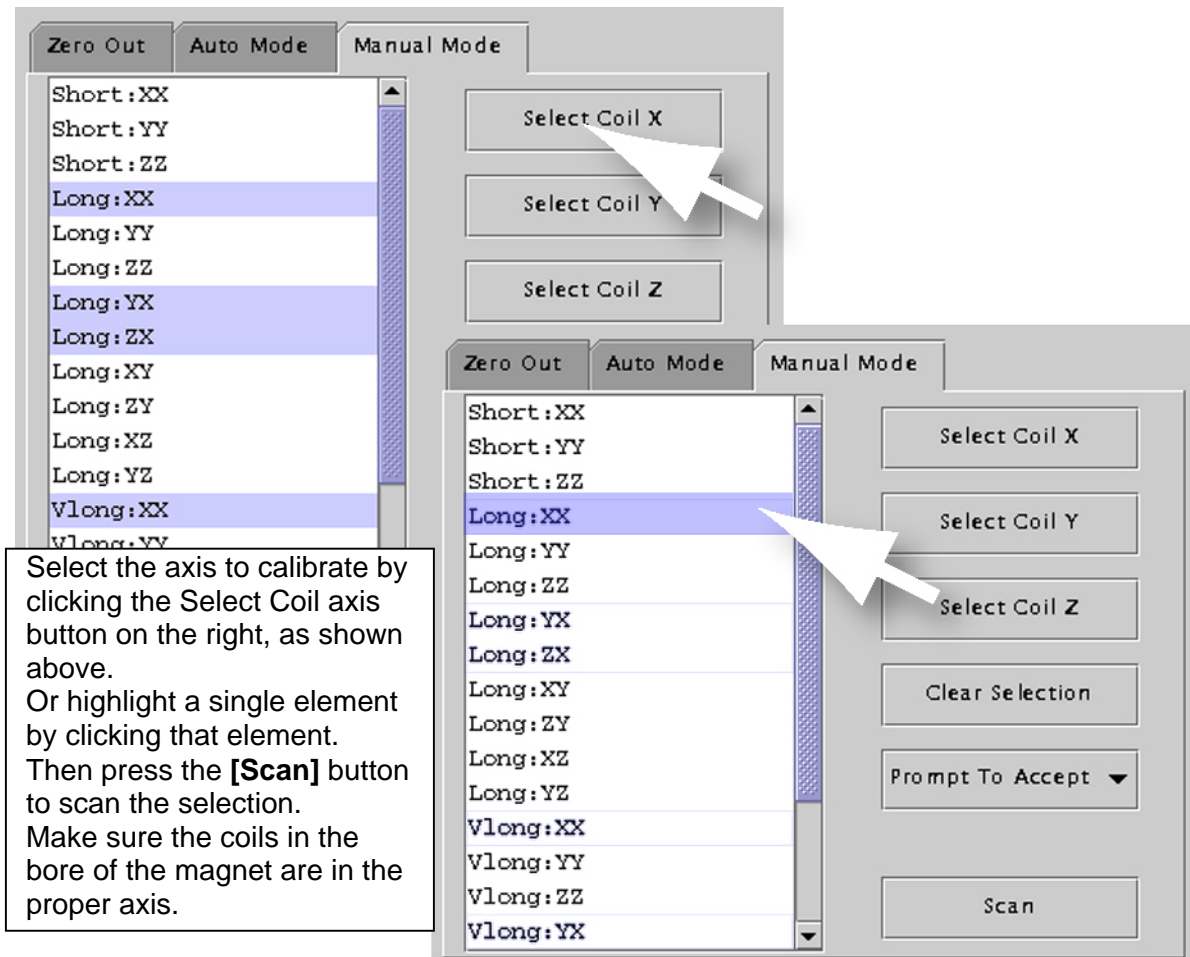 Zero Out Auto Mode Manual Mode
Short:XX
Short:YY
Short:ZZ
Long:XX
Long:YY
Long:ZZ
Long:YX
Long:ZX
Long:XY
Long:ZY
Long:XZ
Long:YZ
Vlong:XX
Vlong:YY
Select Coil X
Select Coil Y
Select Coil Z
Select the axis to calibrate by
clicking the Select Coil axis
button on the right, as shown
above.
Or highlight a single element
by clicking that element.
Then press the [Scan] button
to scan the selection.
Make sure the coils in the
bore of the magnet are in the
proper axis.
Zero Out Auto Mode Manual Mode
Short:XX
Short:YY
Short:ZZ
Long:XX
Long:YY
Long:ZZ
Long:YX
Long:ZX
Long:XY
Long:ZY
Long:XZ
Long:YZ
Vlong:XX
Vlong:YY
Vlong:ZZ
Vlong:YX
Select Coil X
Select Coil Y
Select Coil Z
Clear Selection
Prompt To Accept
Scan